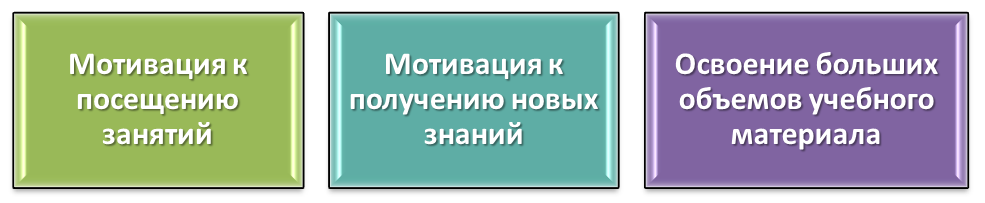 Мотивация к
посещению
занятий
Мотивация к
получению новых
знаний
Освоение больших
объемов учебного
материала